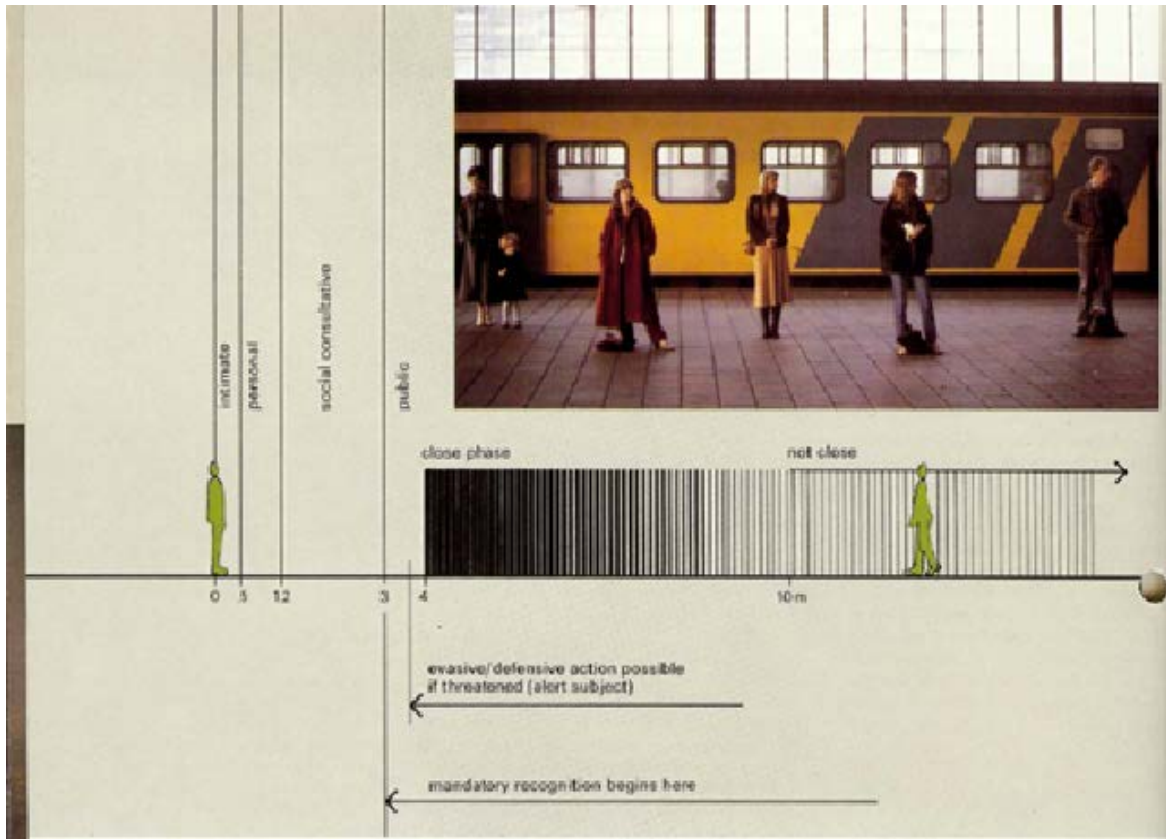 intimate
personal
social consultative
public
close phase
not close
0
.5
1.2
3
4
10 m
evasive/defensive action possible
if threatened (alert subject)
mandatory recognition begins here